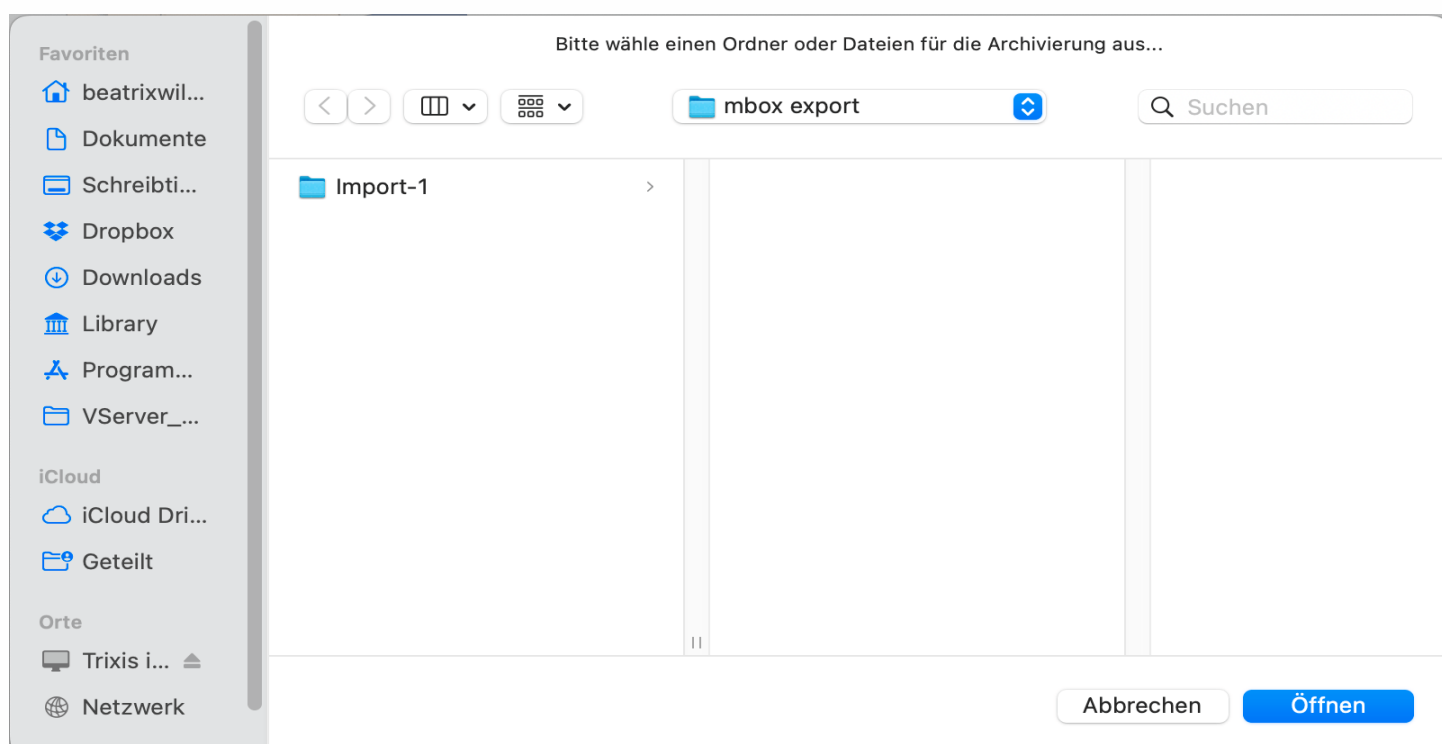 Bitte wähle einen Ordner oder Dateien für die Archivierung aus...
Favoriten
beatrixwil...
Dokumente
Schreibti...
Dropbox
Downloads
Library
Program...
VServer_...
iCloud
iCloud Dri...
Geteilt
Orte
Trixis i...
Netzwerk
mbox export
Suchen
Import-1
Abbrechen
Öffnen